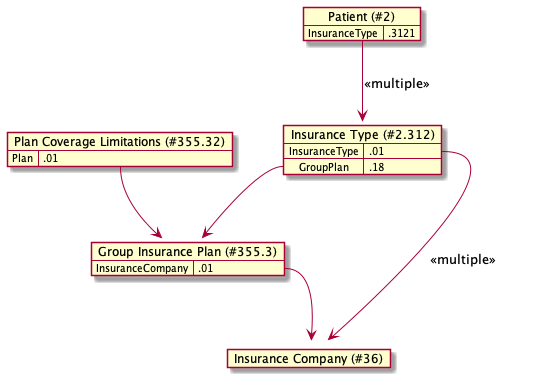 Patient (#2)
InsuranceType .3121
«multiple»
Plan Coverage Limitations (#355.32)
Plan .01
Insurance Type (#2.312)
InsuranceType .01
GroupPlan .18
Group Insurance Plan (#355.3)
InsuranceCompany .01
«multiple»
Insurance Company (#36)